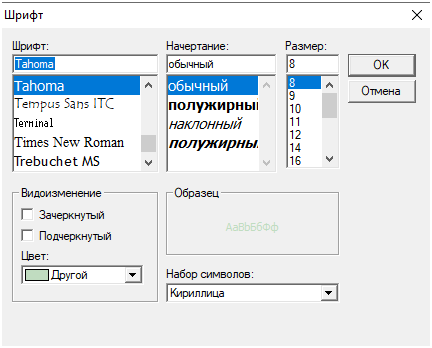 Шрифт
Шрифт:
Tahoma
Tahoma
Tempus Sans ITC
Terminal
Times New Roman
Trebuchet MS
Начертание:
обычный
обычный
полужирный
наклонный
полужирный
Размер:
8
8
9
10
11
12
14
16
OK
Отмена
Видоизменение
Зачеркнутый
Подчеркнутый
Цвет:
Другой
Образец
АаBbБбФф
Набор символов:
Кириллица